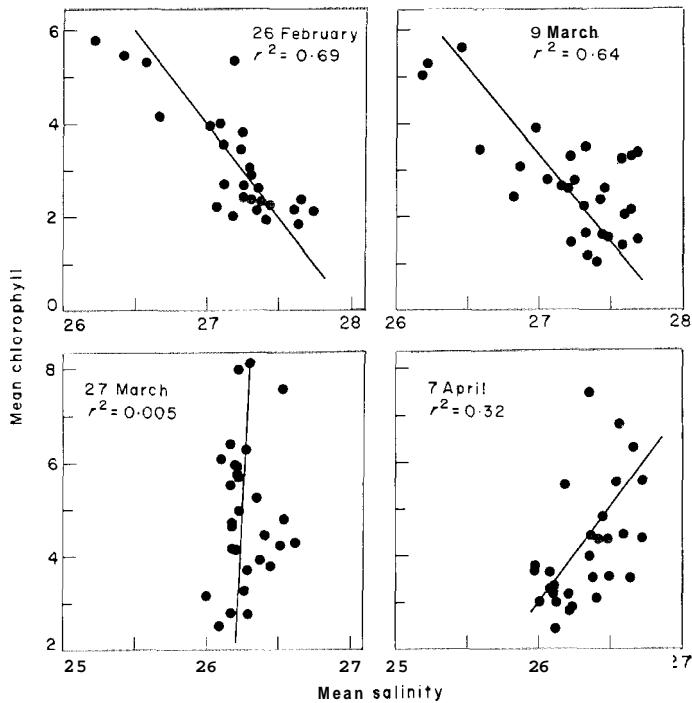 26 February
r² = 0·69
9 March
r² = 0·64
6
4
2
0
26
27
28
26
27
28
Mean chlorophyll
27 March
r² = 0·005
7 April
r² = 0·32
8
6
4
2
25
26
27
25
26
27
Mean salinity